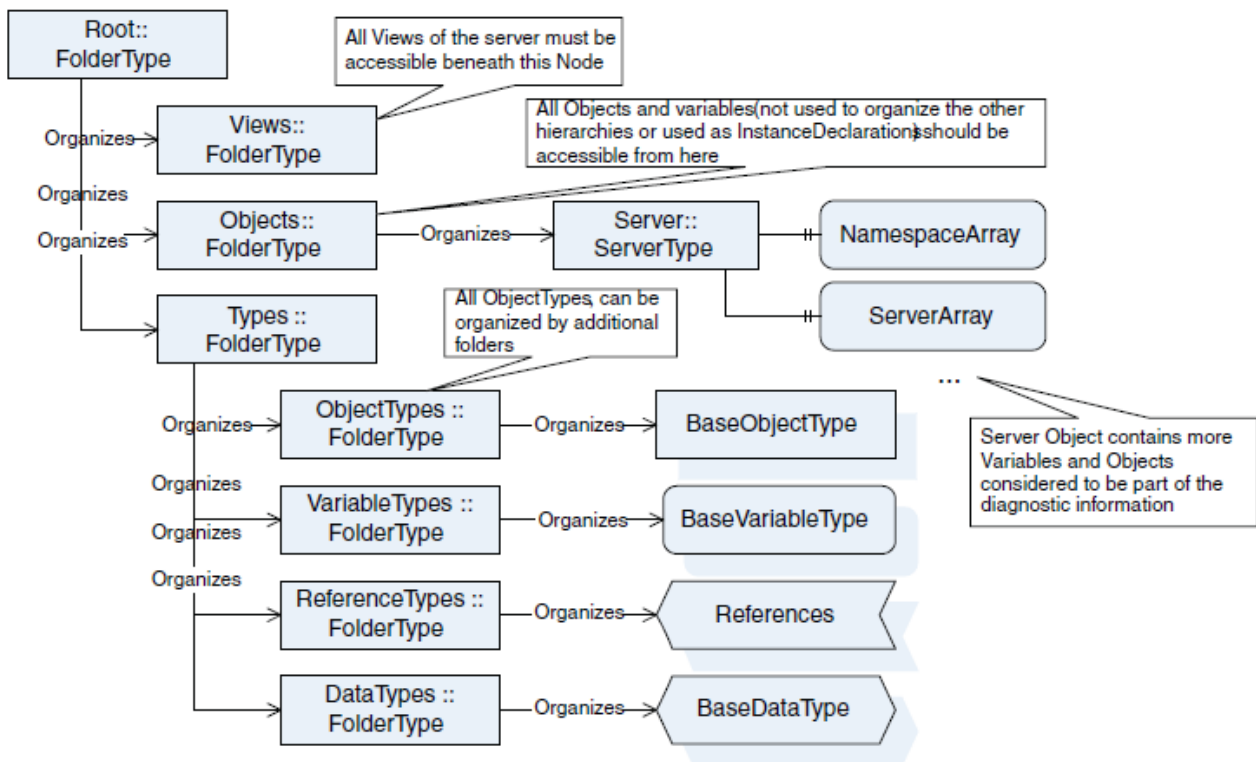 Root::
FolderType
All Views of the server must be
accessible beneath this Node
Organizes
Views::
FolderType
All Objects and variables(not used to organize the other
hierarchies or used as InstanceDeclarations)should be
accessible from here
Organizes
Organizes
Objects::
FolderType
Organizes
Server::
ServerType
NamespaceArray
ServerArray
Types ::
FolderType
All ObjectTypes, can be
organized by additional
folders
...
Organizes
ObjectTypes ::
FolderType
Organizes
BaseObjectType
Server Object contains more
Variables and Objects
considered to be part of the
diagnostic information
Organizes
Organizes
VariableTypes ::
FolderType
Organizes
BaseVariableType
Organizes
ReferenceTypes ::
FolderType
Organizes
References
DataTypes ::
FolderType
Organizes
BaseDataType